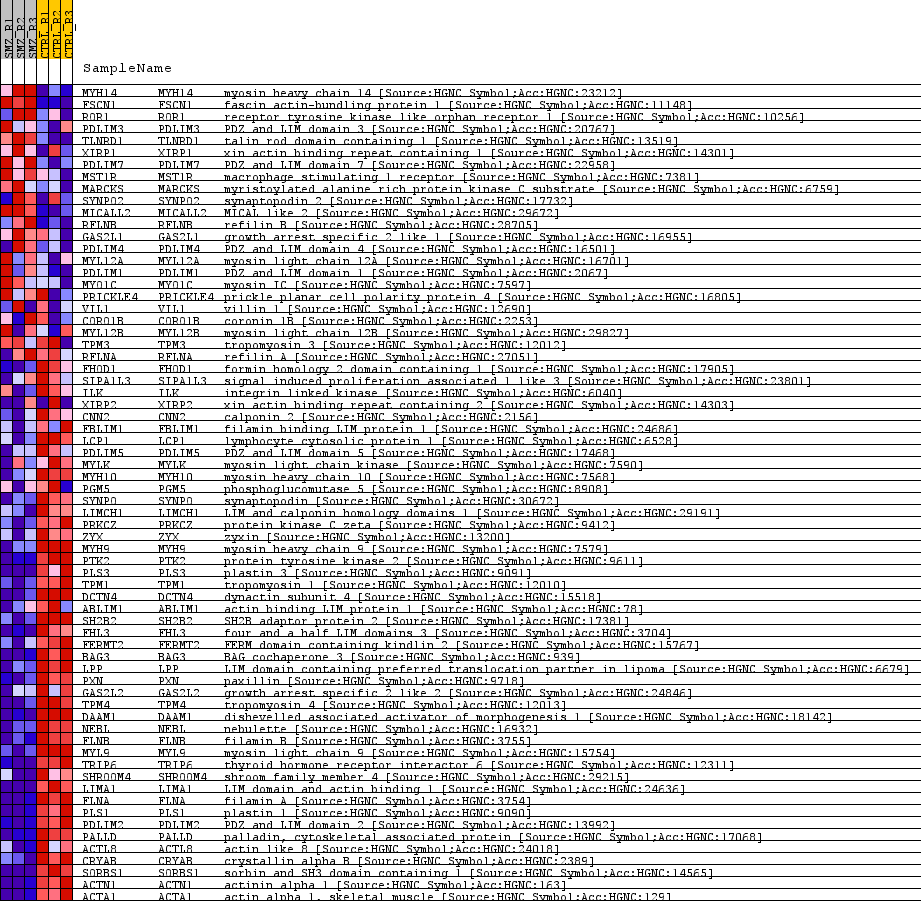 SMZ_R1
SMZ_R2
SMZ_R3
CTRL_R1
CTRL_R2
CTRL_R3
SampleName
MYH14 MYH14 myosin heavy chain 14 [Source:HGNC Symbol;Acc:HGNC:23212]
FSCN1 FSCN1 fascin actin-bundling protein 1 [Source:HGNC Symbol;Acc:HGNC:11148]
ROR1 ROR1 receptor tyrosine kinase like orphan receptor 1 [Source:HGNC Symbol;Acc:HGNC:10256]
PDLIM3 PDLIM3 PDZ and LIM domain 3 [Source:HGNC Symbol;Acc:HGNC:20767]
TLNRD1 TLNRD1 talin rod domain containing 1 [Source:HGNC Symbol;Acc:HGNC:13519]
XIRP1 XIRP1 xin actin binding repeat containing 1 [Source:HGNC Symbol;Acc:HGNC:14301]
PDLIM7 PDLIM7 PDZ and LIM domain 7 [Source:HGNC Symbol;Acc:HGNC:22958]
MST1R MST1R macrophage stimulating 1 receptor [Source:HGNC Symbol;Acc:HGNC:7381]
MARCKS MARCKS myristoylated alanine rich protein kinase C substrate [Source:HGNC Symbol;Acc:HGNC:6759]
SYNPO2 SYNPO2 synaptopodin 2 [Source:HGNC Symbol;Acc:HGNC:17732]
MICALL2 MICALL2 MICAL like 2 [Source:HGNC Symbol;Acc:HGNC:29672]
RFLNB RFLNB refilin B [Source:HGNC Symbol;Acc:HGNC:28705]
GAS2L1 GAS2L1 growth arrest specific 2 like 1 [Source:HGNC Symbol;Acc:HGNC:16955]
PDLIM4 PDLIM4 PDZ and LIM domain 4 [Source:HGNC Symbol;Acc:HGNC:16501]
MYL12A MYL12A myosin light chain 12A [Source:HGNC Symbol;Acc:HGNC:16701]
PDLIM1 PDLIM1 PDZ and LIM domain 1 [Source:HGNC Symbol;Acc:HGNC:2067]
MYO1C MYO1C myosin IC [Source:HGNC Symbol;Acc:HGNC:7597]
PRICKLE4 PRICKLE4 prickle planar cell polarity protein 4 [Source:HGNC Symbol;Acc:HGNC:16805]
VIL1 VIL1 villin 1 [Source:HGNC Symbol;Acc:HGNC:12690]
CORO1B CORO1B coronin 1B [Source:HGNC Symbol;Acc:HGNC:2253]
MYL12B MYL12B myosin light chain 12B [Source:HGNC Symbol;Acc:HGNC:29827]
TPM3 TPM3 tropomyosin 3 [Source:HGNC Symbol;Acc:HGNC:12012]
RFLNA RFLNA refilin A [Source:HGNC Symbol;Acc:HGNC:27051]
FHOD1 FHOD1 formin homology 2 domain containing 1 [Source:HGNC Symbol;Acc:HGNC:17905]
SIPA1L3 SIPA1L3 signal induced proliferation associated 1 like 3 [Source:HGNC Symbol;Acc:HGNC:23801]
ILK ILK integrin linked kinase [Source:HGNC Symbol;Acc:HGNC:6040]
XIRP2 XIRP2 xin actin binding repeat containing 2 [Source:HGNC Symbol;Acc:HGNC:14303]
CNN2 CNN2 calponin 2 [Source:HGNC Symbol;Acc:HGNC:2156]
FBLIM1 FBLIM1 filamin binding LIM protein 1 [Source:HGNC Symbol;Acc:HGNC:24686]
LCP1 LCP1 lymphocyte cytosolic protein 1 [Source:HGNC Symbol;Acc:HGNC:6528]
PDLIM5 PDLIM5 PDZ and LIM domain 5 [Source:HGNC Symbol;Acc:HGNC:17468]
MYLK MYLK myosin light chain kinase [Source:HGNC Symbol;Acc:HGNC:7590]
MYH10 MYH10 myosin heavy chain 10 [Source:HGNC Symbol;Acc:HGNC:7568]
PGM5 PGM5 phosphoglucomutase 5 [Source:HGNC Symbol;Acc:HGNC:8908]
SYNPO SYNPO synaptopodin [Source:HGNC Symbol;Acc:HGNC:30672]
LIMCH1 LIMCH1 LIM and calponin homology domains 1 [Source:HGNC Symbol;Acc:HGNC:29191]
PRKCZ PRKCZ protein kinase C zeta [Source:HGNC Symbol;Acc:HGNC:9412]
ZYX ZYX zyxin [Source:HGNC Symbol;Acc:HGNC:13200]
MYH9 MYH9 myosin heavy chain 9 [Source:HGNC Symbol;Acc:HGNC:7579]
PTK2 PTK2 protein tyrosine kinase 2 [Source:HGNC Symbol;Acc:HGNC:9611]
PLS3 PLS3 plastin 3 [Source:HGNC Symbol;Acc:HGNC:9091]
TPM1 TPM1 tropomyosin 1 [Source:HGNC Symbol;Acc:HGNC:12010]
DCTN4 DCTN4 dynactin subunit 4 [Source:HGNC Symbol;Acc:HGNC:15518]
ABLIM1 ABLIM1 actin binding LIM protein 1 [Source:HGNC Symbol;Acc:HGNC:78]
SH2B2 SH2B2 SH2B adaptor protein 2 [Source:HGNC Symbol;Acc:HGNC:17381]
FHL3 FHL3 four and a half LIM domains 3 [Source:HGNC Symbol;Acc:HGNC:3704]
FERMT2 FERMT2 FERM domain containing kindlin 2 [Source:HGNC Symbol;Acc:HGNC:15767]
BAG3 BAG3 BAG cochaperone 3 [Source:HGNC Symbol;Acc:HGNC:939]
LPP LPP LIM domain containing preferred translocation partner in lipoma [Source:HGNC Symbol;Acc:HGNC:6679]
PXN PXN paxillin [Source:HGNC Symbol;Acc:HGNC:9718]
GAS2L2 GAS2L2 growth arrest specific 2 like 2 [Source:HGNC Symbol;Acc:HGNC:24846]
TPM4 TPM4 tropomyosin 4 [Source:HGNC Symbol;Acc:HGNC:12013]
DAAM1 DAAM1 dishevelled associated activator of morphogenesis 1 [Source:HGNC Symbol;Acc:HGNC:18142]
NEBL NEBL nebulette [Source:HGNC Symbol;Acc:HGNC:16932]
FLNB FLNB filamin B [Source:HGNC Symbol;Acc:HGNC:3755]
MYL9 MYL9 myosin light chain 9 [Source:HGNC Symbol;Acc:HGNC:15754]
TRIP6 TRIP6 thyroid hormone receptor interactor 6 [Source:HGNC Symbol;Acc:HGNC:12311]
SHROOM4 SHROOM4 shroom family member 4 [Source:HGNC Symbol;Acc:HGNC:29215]
LIMA1 LIMA1 LIM domain and actin binding 1 [Source:HGNC Symbol;Acc:HGNC:24636]
FLNA FLNA filamin A [Source:HGNC Symbol;Acc:HGNC:3754]
PLS1 PLS1 plastin 1 [Source:HGNC Symbol;Acc:HGNC:9090]
PDLIM2 PDLIM2 PDZ and LIM domain 2 [Source:HGNC Symbol;Acc:HGNC:13992]
PALLD PALLD palladin, cytoskeletal associated protein [Source:HGNC Symbol;Acc:HGNC:17068]
ACTL8 ACTL8 actin like 8 [Source:HGNC Symbol;Acc:HGNC:24018]
CRYAB CRYAB crystallin alpha B [Source:HGNC Symbol;Acc:HGNC:2389]
SORBS1 SORBS1 sorbin and SH3 domain containing 1 [Source:HGNC Symbol;Acc:HGNC:14565]
ACTN1 ACTN1 actinin alpha 1 [Source:HGNC Symbol;Acc:HGNC:163]
ACTA1 ACTA1 actin alpha 1, skeletal muscle [Source:HGNC Symbol;Acc:HGNC:129]